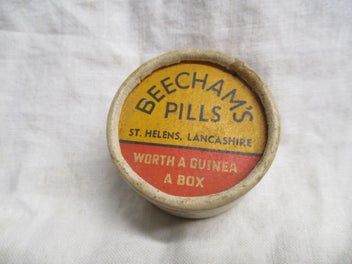 BEECHAM'S
PILLS
ST. HELENS, LANCASHIRE
WORTH A GUINEA
A BOX